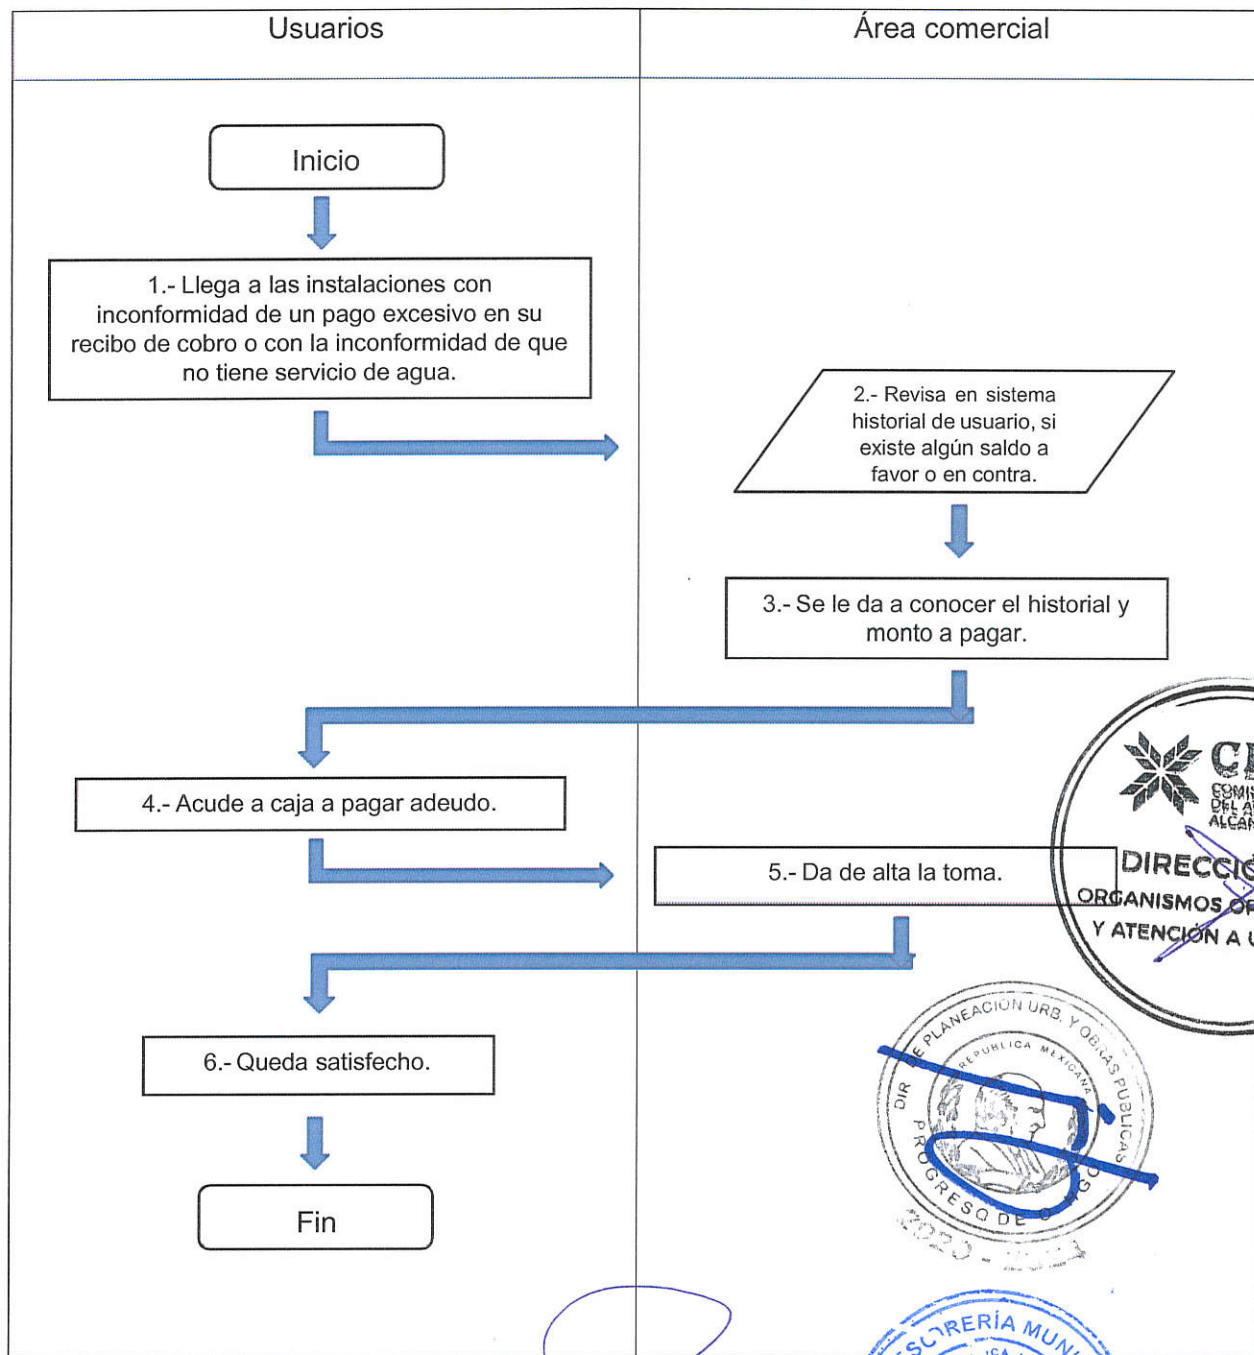 Usuarios
Área comercial
Inicio
1.- Llega a las instalaciones con
inconformidad de un pago excesivo en su
recibo de cobro o con la inconformidad de que
no tiene servicio de agua.
2.- Revisa en sistema
historial de usuario, si
existe algún saldo a
favor o en contra.
3.- Se le da a conocer el historial y
monto a pagar.
4.- Acude a caja a pagar adeudo.
5.- Da de alta la toma.
6.- Queda satisfecho.
Fin
DIR DE PLANEACIÓN URB. Y OBRAS PUBLICAS
REPUBLICA MEXICANA
PROGRESO DE O. HGO
Y ATENCIÓN A